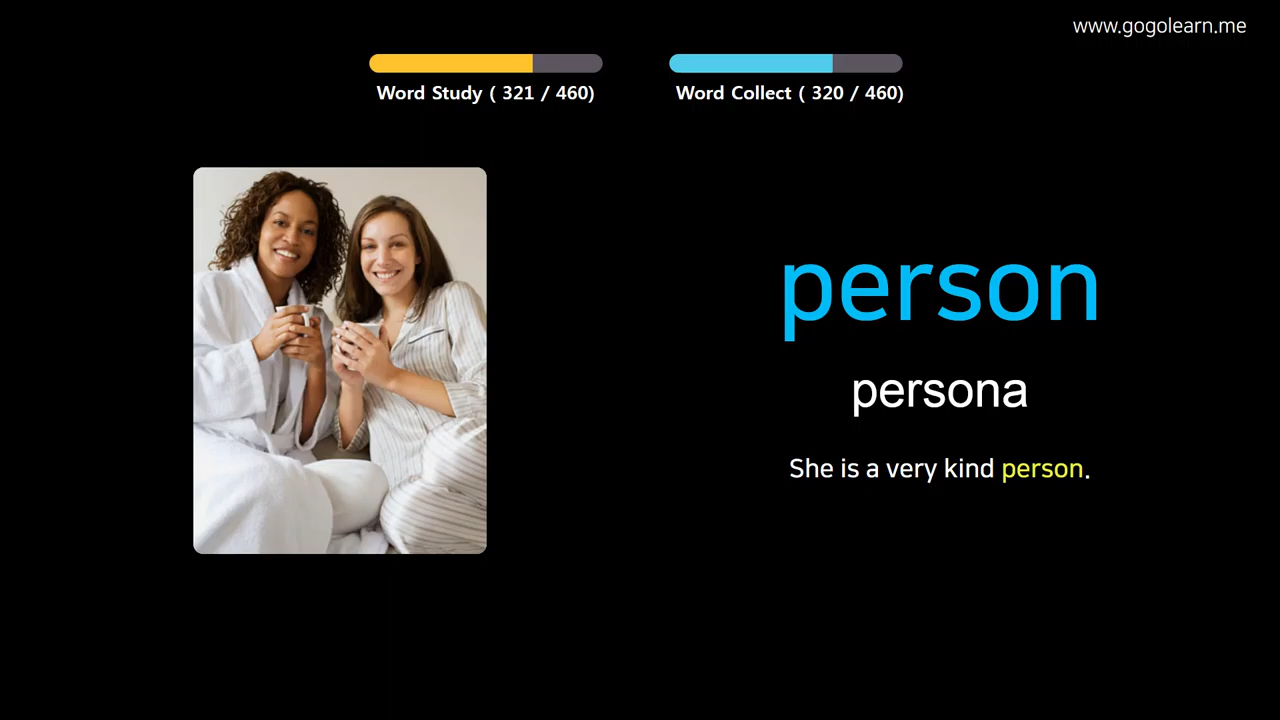 www.gogolearn.me
Word Study ( 321 / 460)
Word Collect ( 320 / 460)
person
persona
She is a very kind person.